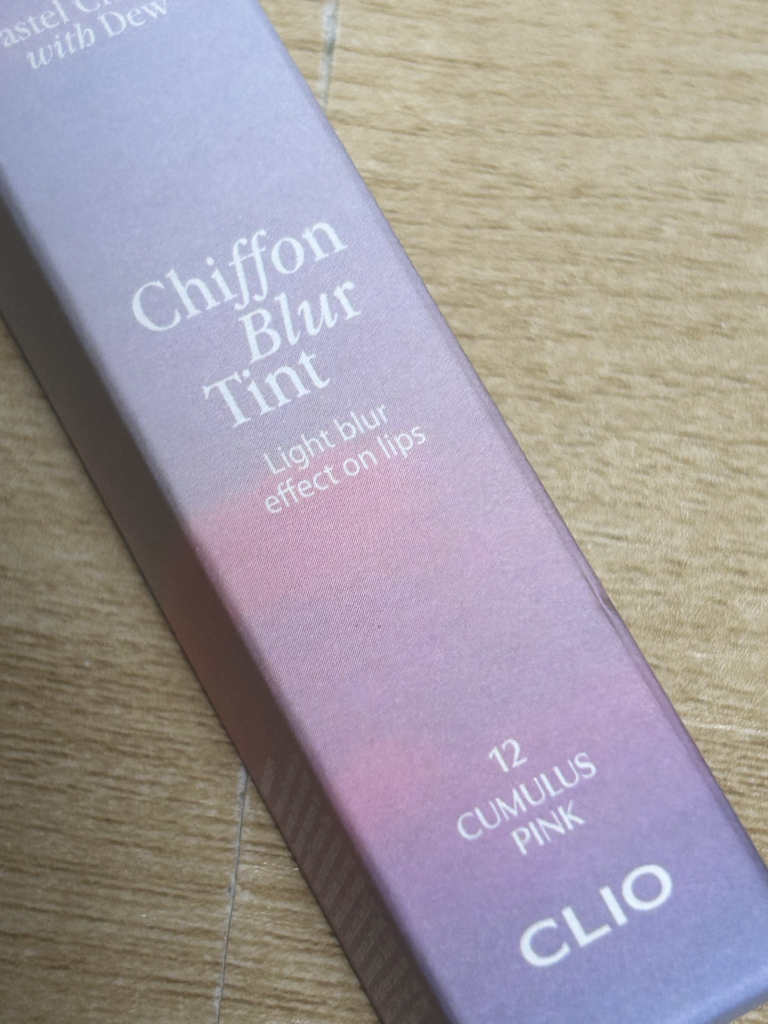 with Dew
Chiffon
Blur
Tint
Light blur
effect on lips
12
CUMULUS
PINK
CLIO